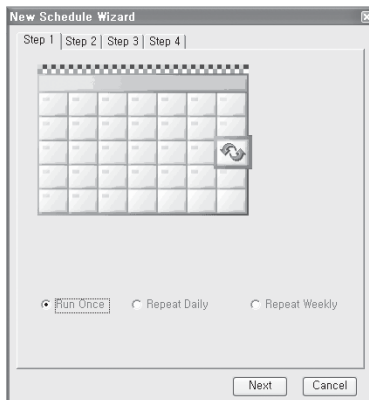 New Schedule Wizard
Step 1 Step 2 Step 3 Step 4
Run Once Repeat Daily Repeat Weekly
Next Cancel